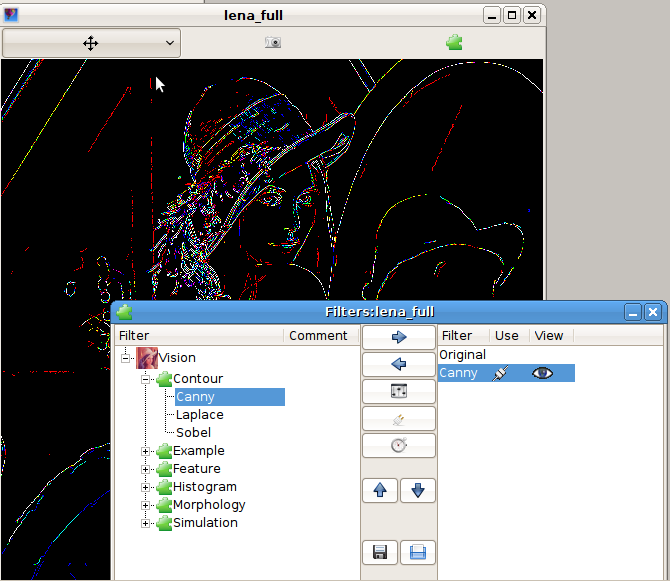 lena_full
Filters:lena_full
Filter Comment
Filter Use View
Vision
Original
Contour
Canny
Canny
Laplace
Sobel
Example
Feature
Histogram
Morphology
Simulation